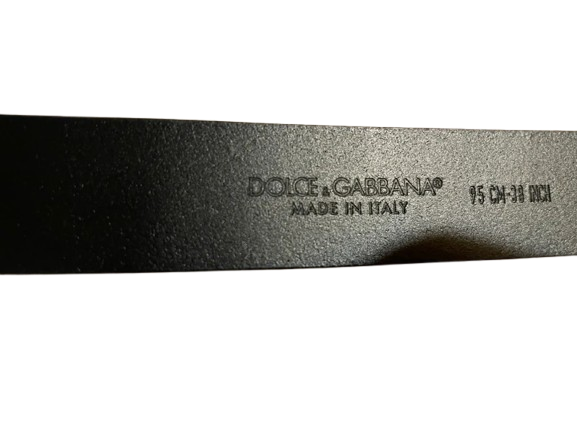 DOLCE & GABBANA®
MADE IN ITALY
95 CM-38 INCH